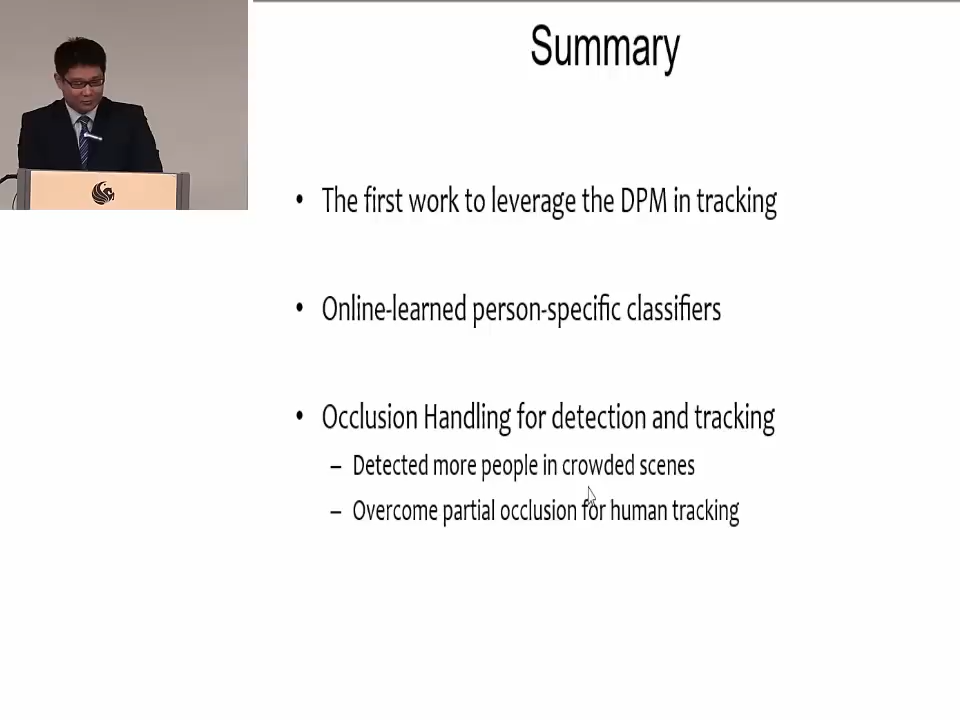 Summary
• The first work to leverage the DPM in tracking
• Online-learned person-specific classifiers
• Occlusion Handling for detection and tracking
– Detected more people in crowded scenes
– Overcome partial occlusion for human tracking